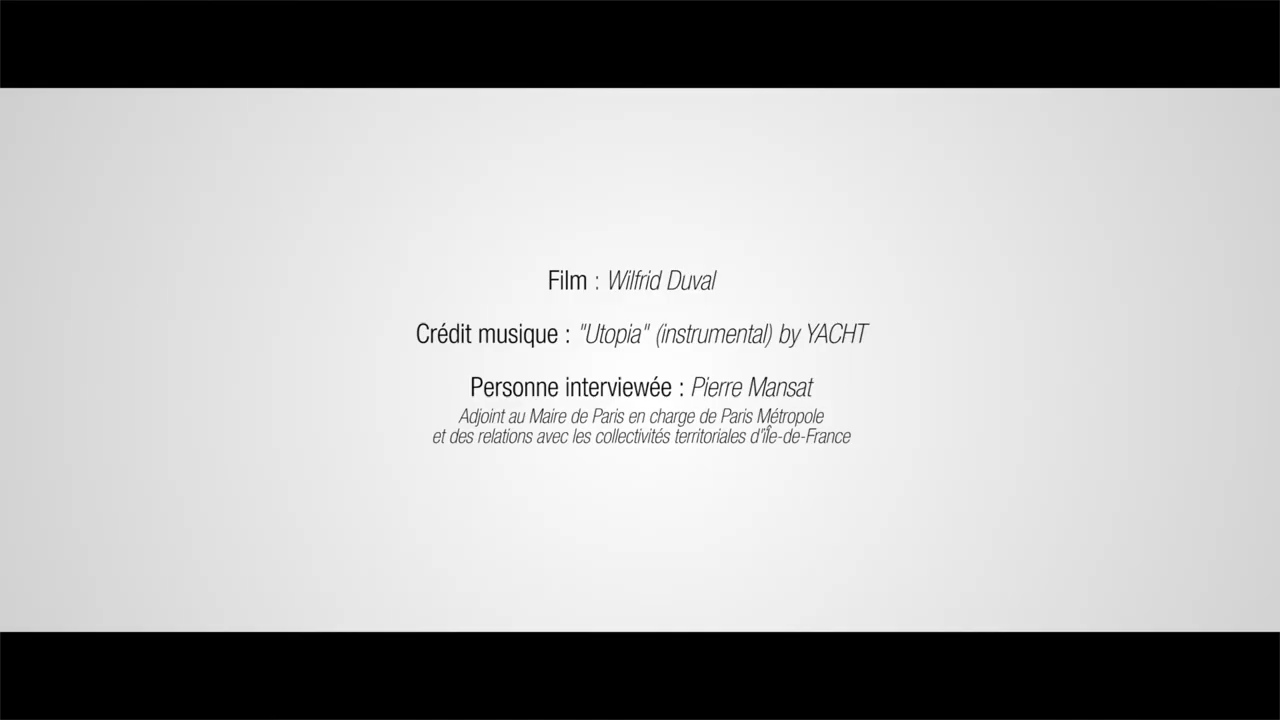 Film : Wilfrid Duval
Crédit musique : "Utopia" (instrumental) by YACHT
Personne interviewée : Pierre Mansat
Adjoint au Maire de Paris en charge de Paris Métropole
et des relations avec les collectivités territoriales d'île-de-France